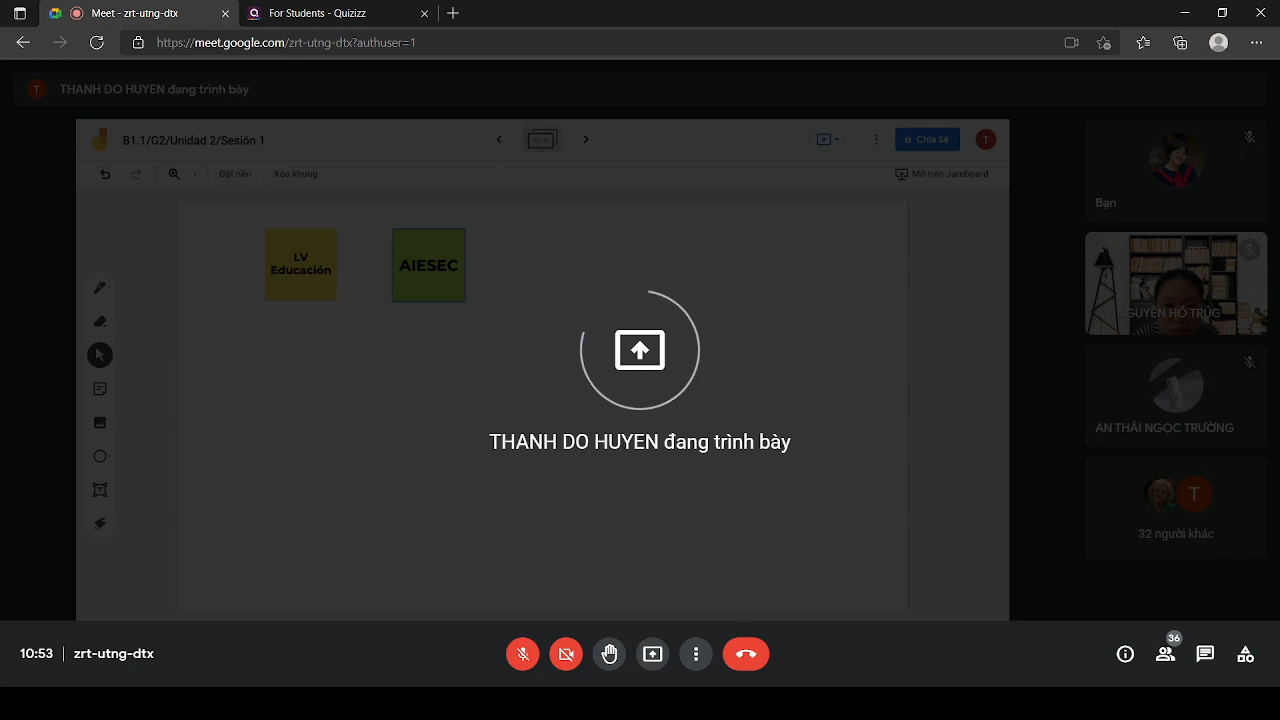 Meet - zrt-utng-dtx
For Students - Quizizz
https://meet.google.com/zrt-utng-dtx?authuser=1
T
THANH DO HUYEN đang trình bày
B1.1/G2/Unidad 2/Sesión 1
Chia Sẻ
T
Đặt nền
Xóa khung
Mở trên Jamboard
LV
Educación
AIESEC
THANH DO HUYEN đang trình bày
Bạn
NGUYÊN HỒ TRÚC
AN THÁI NGỌC TRƯỜNG
T
32 người khác
10:53
zrt-utng-dtx
36